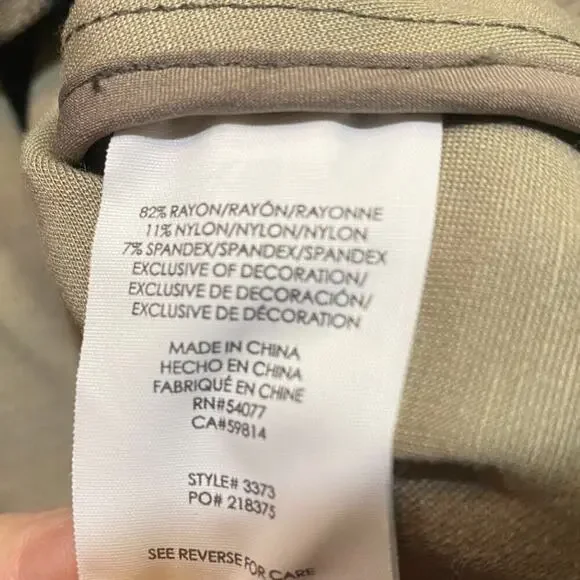 82% RAYON/RAYÓN/RAYONNE
11% NYLON/NYLON/NYLON
7% SPANDEX/SPANDEX/SPANDEX
EXCLUSIVE OF DECORATION/
EXCLUSIVE DE DECORACIÓN/
EXCLUSIVE DE DÉCORATION
MADE IN CHINA
HECHO EN CHINA
FABRIQUÉ EN CHINE
RN#54077
CA#59814
STYLE# 3373
PO# 218375
SEE REVERSE FOR CARE